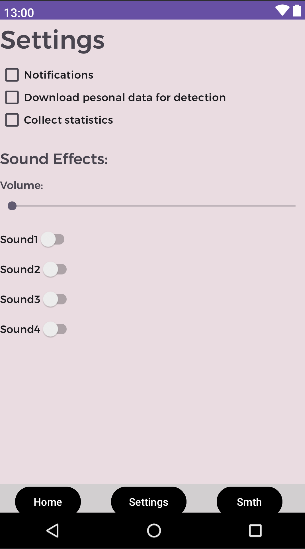 13:00
Settings
Notifications
Download pesonal data for detection
Collect statistics
Sound Effects:
Volume:
Sound1
Sound2
Sound3
Sound4
Home Settings Smth